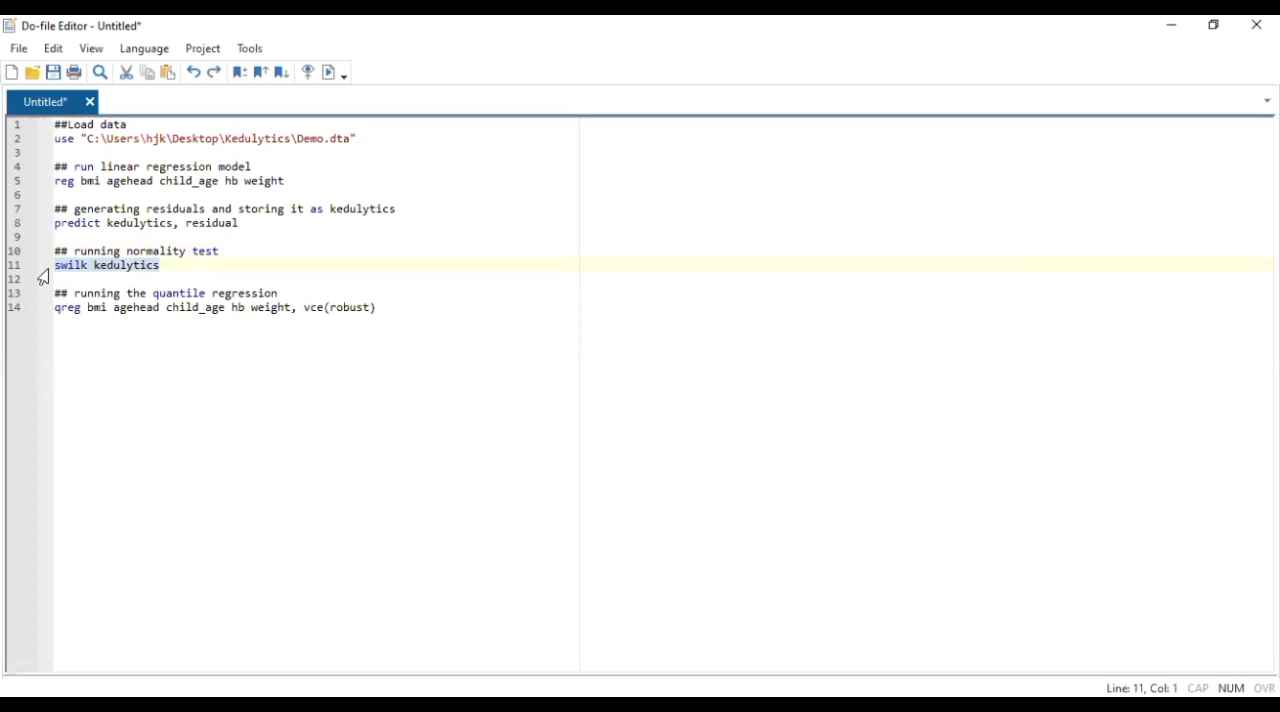 Do-file Editor - Untitled*
File Edit View Language Project Tools
Untitled*
1 ##Load data
2 use "C:\Users\hjk\Desktop\Kedulytics\Demo.dta"
3
4 ## run linear regression model
5 reg bmi agehead child_age hb weight
6
7 ## generating residuals and storing it as kedulytics
8 predict kedulytics, residual
9
10 ## running normality test
11 swilk kedulytics
12
13 ## running the quantile regression
14 qreg bmi agehead child_age hb weight, vce(robust)
Line: 11, Col: 1 CAP NUM OVR